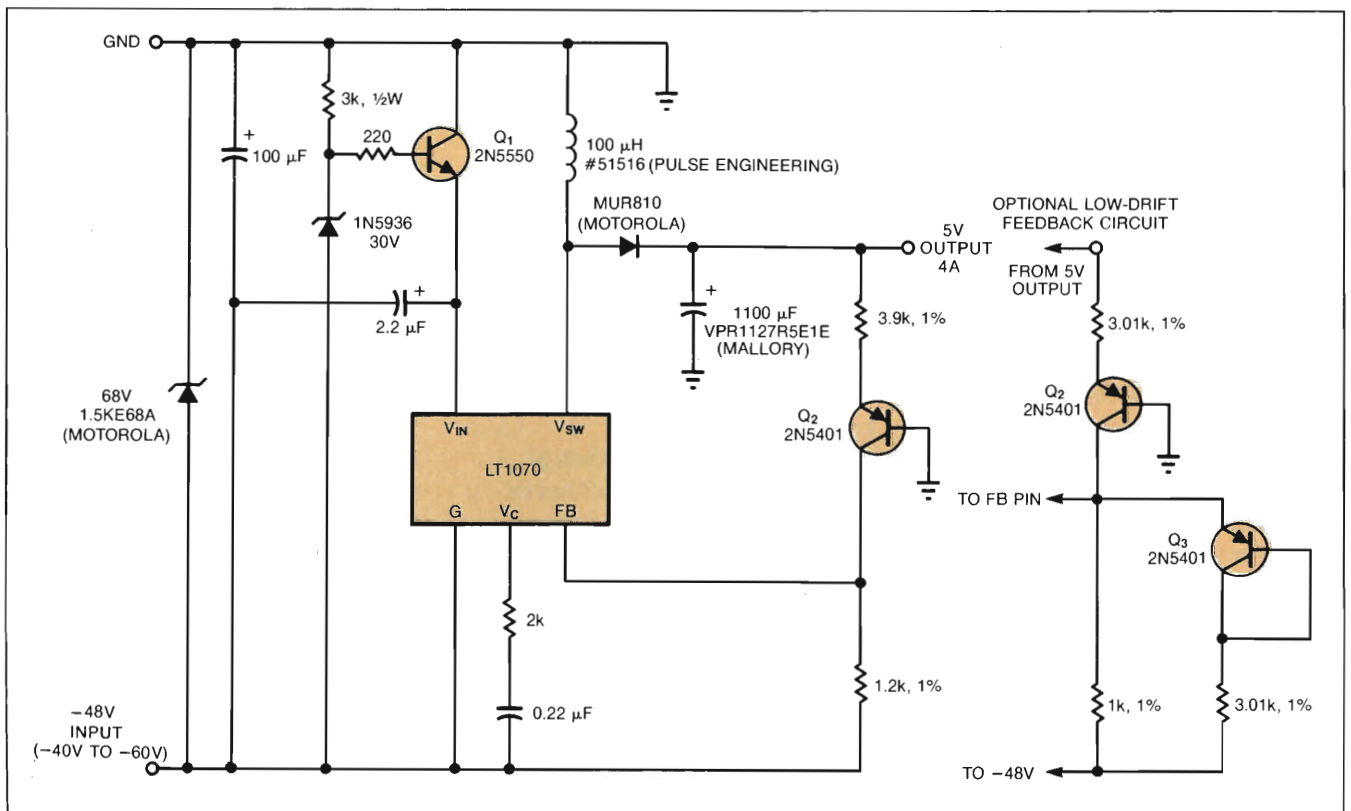 GND
3k, ½W
220
Q1
2N5550
+
100 µF
100 µH
#51516 (PULSE ENGINEERING)
1N5936
30V
MUR810
(MOTOROLA)
5V
OUTPUT
4A
OPTIONAL LOW-DRIFT
FEEDBACK CIRCUIT
FROM 5V
OUTPUT
+
2.2 µF
+
1100 µF
VPR1127R5E1E
(MALLORY)
3.9k, 1%
3.01k, 1%
68V
1.5KE68A
(MOTOROLA)
Q2
2N5401
Q2
2N5401
VIN
VSW
LT1070
G
VC
FB
TO FB PIN
Q3
2N5401
2k
0.22 µF
1.2k, 1%
1k, 1%
3.01k, 1%
−48V
INPUT
(−40V TO −60V)
TO −48V